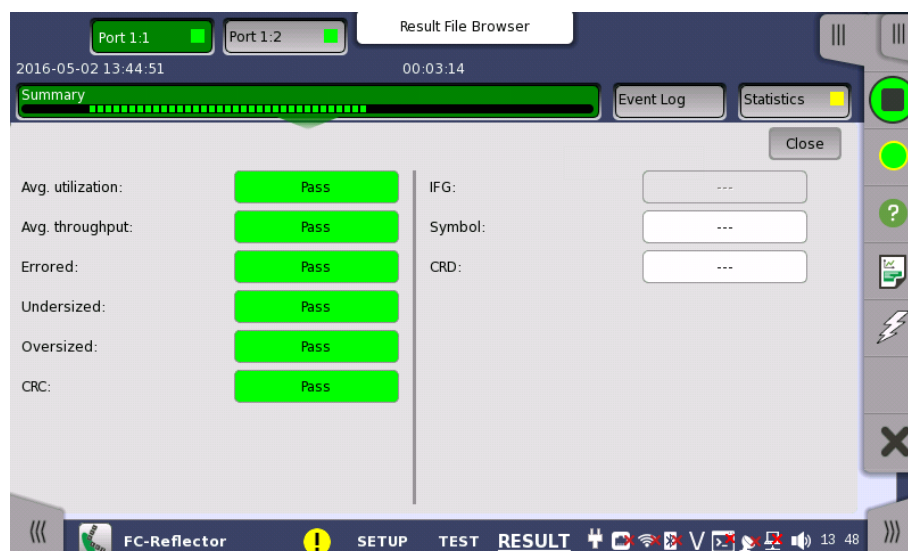 Port 1:1
Port 1:2
Result File Browser
2016-05-02 13:44:51
00:03:14
Summary
Event Log
Statistics
Close
Avg. utilization: Pass
IFG: ---
Avg. throughput: Pass
Symbol: ---
Errored: Pass
CRD: ---
Undersized: Pass
Oversized: Pass
CRC: Pass
FC-Reflector
SETUP
TEST
RESULT
13 48